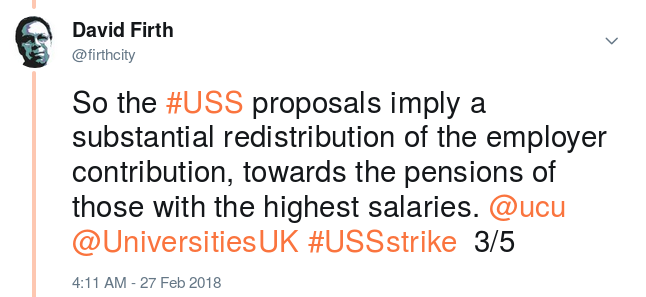 David Firth
@firthcity
So the #USS proposals imply a
substantial redistribution of the employer
contribution, towards the pensions of
those with the highest salaries. @ucu
@UniversitiesUK #USSstrike 3/5
4:11 AM - 27 Feb 2018